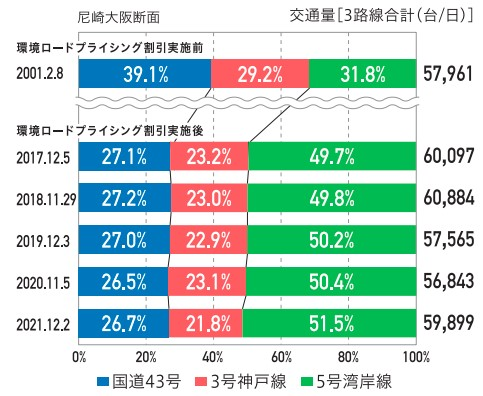 尼崎大阪断面 交通量[3路線合計(台/日)]
環境ロードプライシング割引実施前
2001.2.8 39.1% 29.2% 31.8% 57,961
環境ロードプライシング割引実施後
2017.12.5 27.1% 23.2% 49.7% 60,097
2018.11.29 27.2% 23.0% 49.8% 60,884
2019.12.3 27.0% 22.9% 50.2% 57,565
2020.11.5 26.5% 23.1% 50.4% 56,843
2021.12.2 26.7% 21.8% 51.5% 59,899
0% 20% 40% 60% 80% 100%
国道43号 3号神戸線 5号湾岸線